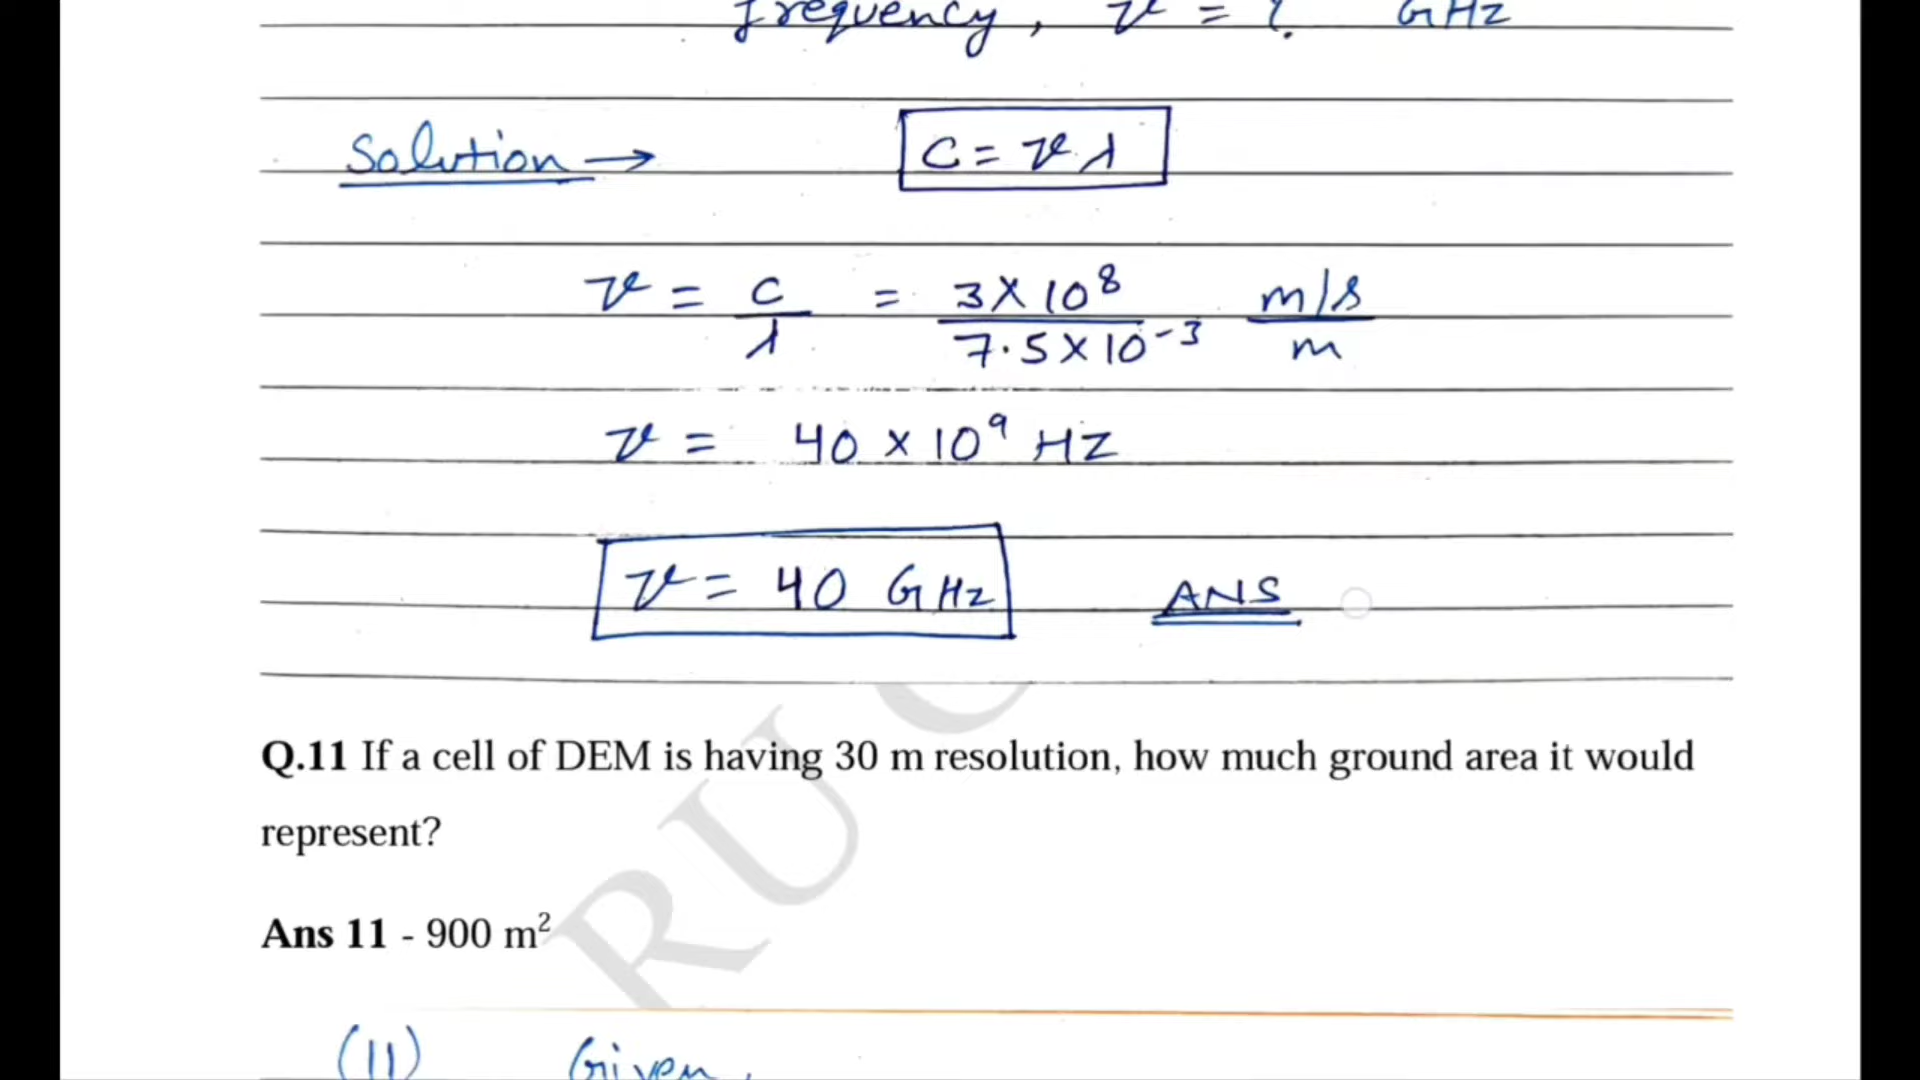 frequency, ν = ? GHz
Solution → C = νλ
ν = c/λ = 3×10⁸/7.5×10⁻³ m/s/m
ν = 40 × 10⁹ HZ
ν = 40 GHz ANS
Q.11 If a cell of DEM is having 30 m resolution, how much ground area it would
represent?
Ans 11 - 900 m²
(11) Given,